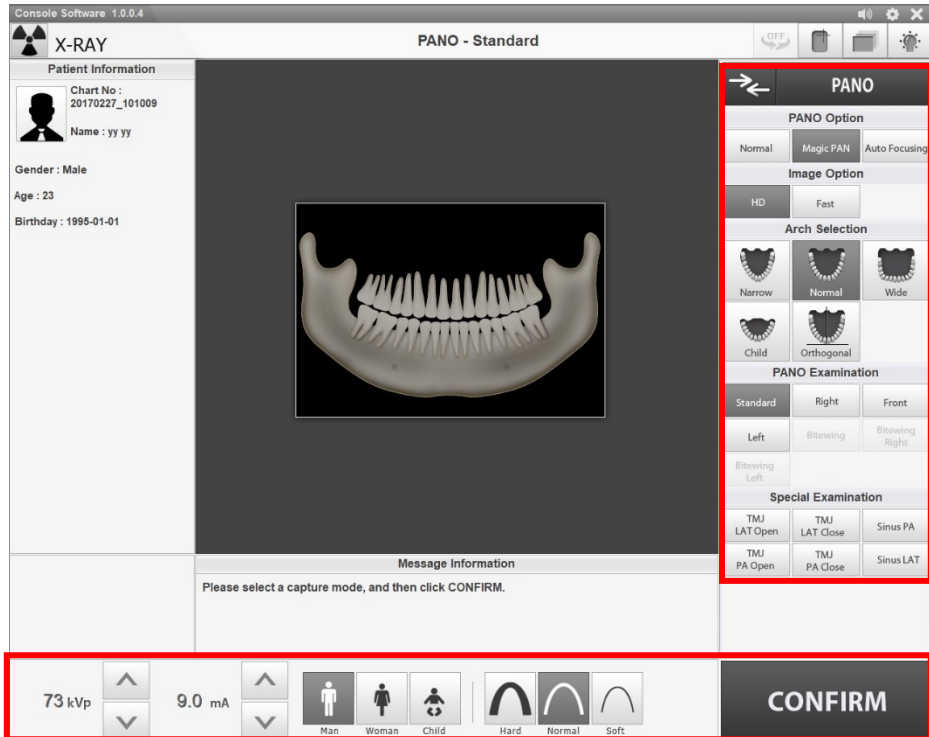 Console Software 1.0.0.4
X-RAY
PANO - Standard
OFF
Patient Information
Chart No :
20170227_101009
Name : yy yy
Gender : Male
Age : 23
Birthday : 1995-01-01
PANO
PANO Option
Normal
Magic PAN
Auto Focusing
Image Option
HD
Fast
Arch Selection
Narrow
Normal
Wide
Child
Orthogonal
PANO Examination
Standard
Right
Front
Left
Bitewing
Bitewing
Right
Bitewing
Left
Special Examination
TMJ
LAT Open
TMJ
LAT Close
Sinus PA
TMJ
PA Open
TMJ
PA Close
Sinus LAT
Message Information
Please select a capture mode, and then click CONFIRM.
73 kVp
9.0 mA
Man
Woman
Child
Hard
Normal
Soft
CONFIRM